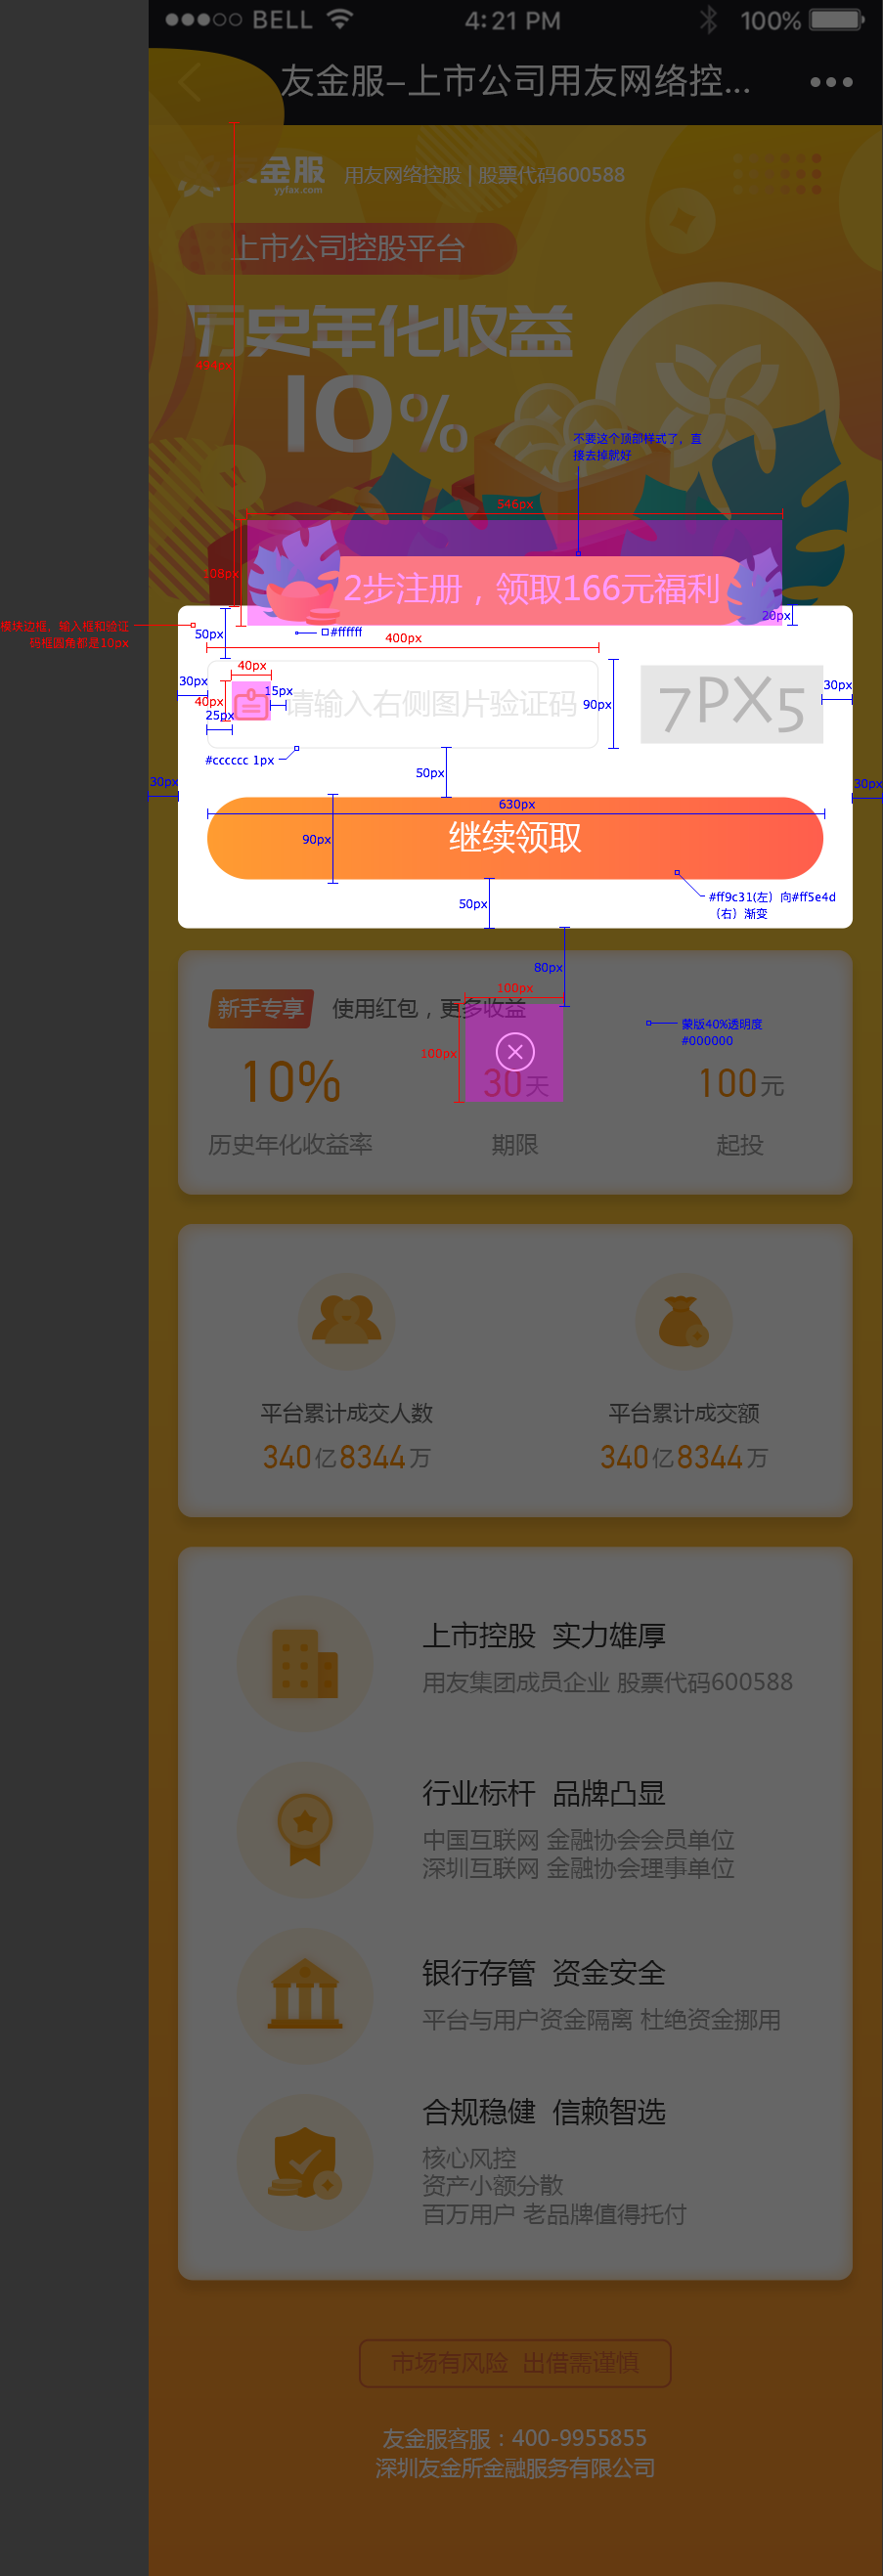 BELL 4:21 PM 100%
友金服-上市公司用友网络控...
金服 用友网络控股 | 股票代码600588
yyfax.com
上市公司控股平台
历史年化收益
494px
10%
不要这个顶部样式了，直
接去掉就好
546px
108px
2步注册，领取166元福利
20px
模块边框，输入框和验证
码框圆角都是10px
50px
#ffffff
400px
40px
30px
40px
15px
请输入右侧图片验证码
90px
7PX5
30px
25px
#cccccc 1px
50px
30px
30px
630px
90px
继续领取
50px
#ff9c31(左）向#ff5e4d
（右）渐变
80px
100px
新手专享 使用红包，更多收益
蒙版40%透明度
#000000
100px
10% 30天 100元
历史年化收益率 期限 起投
平台累计成交人数 平台累计成交额
340亿8344万 340亿8344万
上市控股 实力雄厚
用友集团成员企业 股票代码600588
行业标杆 品牌凸显
中国互联网 金融协会会员单位
深圳互联网 金融协会理事单位
银行存管 资金安全
平台与用户资金隔离 杜绝资金挪用
合规稳健 信赖智选
核心风控
资产小额分散
百万用户 老品牌值得托付
市场有风险 出借需谨慎
友金服客服：400-9955855
深圳友金所金融服务有限公司